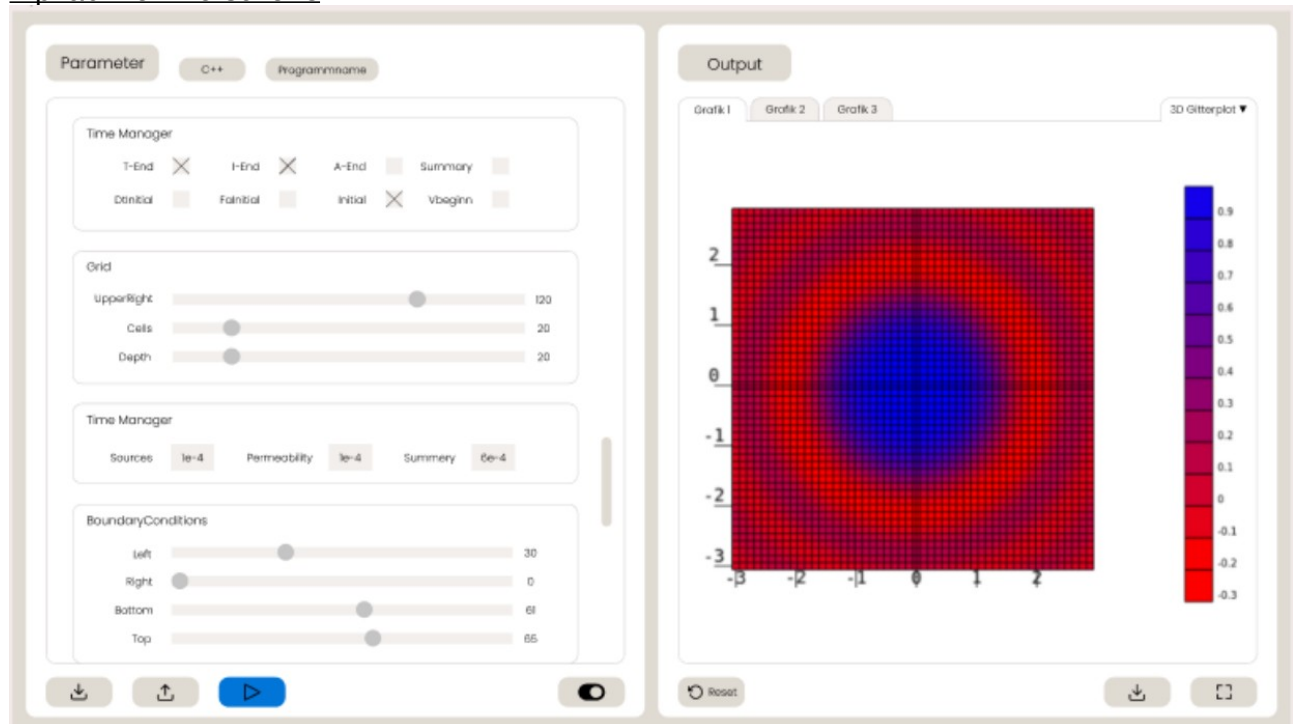 Parameter C++ Programmname
Time Manager
T-End I-End A-End Summary
DtInitial FaInitial Initial Vbeginn
Grid
UpperRight 120
Cells 20
Depth 20
Time Manager
Sources 1e-4 Permeability 1e-4 Summery 6e-4
BoundaryConditions
Left 30
Right 0
Bottom 61
Top 65
Output
Grafik 1 Grafik 2 Grafik 3 3D Gitterplot ▼
2
1
0
-1
-2
-3
-3 -2 -1 0 1 2
0.9
0.8
0.7
0.6
0.5
0.4
0.3
0.2
0.1
0
-0.1
-0.2
-0.3
Reset